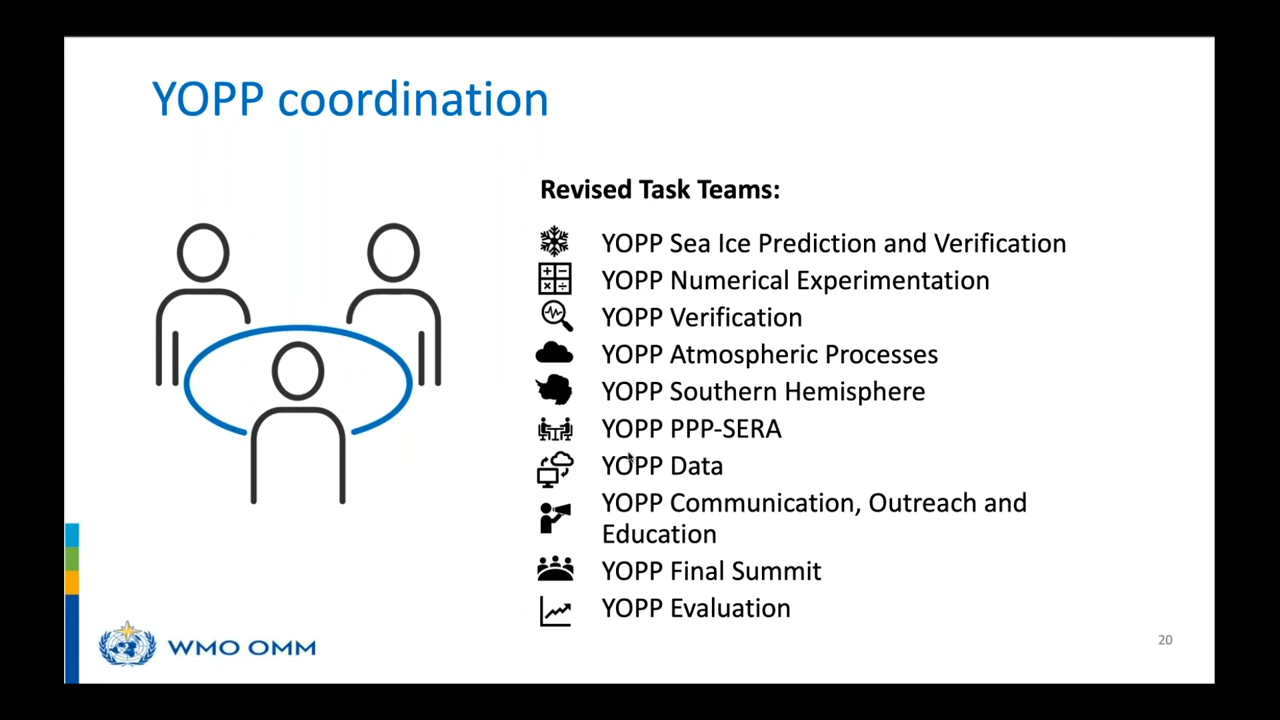 YOPP coordination
Revised Task Teams:
YOPP Sea Ice Prediction and Verification
YOPP Numerical Experimentation
YOPP Verification
YOPP Atmospheric Processes
YOPP Southern Hemisphere
YOPP PPP-SERA
YOPP Data
YOPP Communication, Outreach and
Education
YOPP Final Summit
YOPP Evaluation
WMO OMM
20